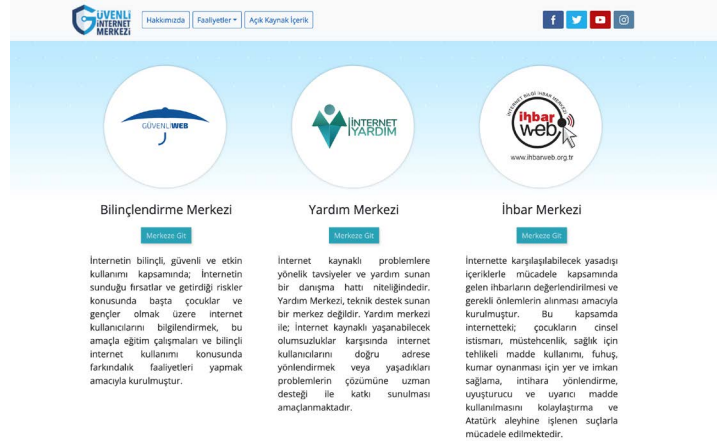 GÜVENLİ
İNTERNET
MERKEZİ
Hakkımızda
Faaliyetler
Açık Kaynak İçerik
GÜVENLİWEB
İNTERNET
YARDIM
İNTERNET BİLGİ İHBAR MERKEZİ
ihbar
web
www.ihbarweb.org.tr
Bilinçlendirme Merkezi
Merkeze Git
İnternetin bilinçli, güvenli ve etkin
kullanımı kapsamında; İnternetin
sunduğu fırsatlar ve getirdiği riskler
konusunda başta çocuklar ve
gençler olmak üzere internet
kullanıcılarını bilgilendirmek, bu
amaçla eğitim çalışmaları ve bilinçli
internet kullanımı konusunda
farkındalık faaliyetleri yapmak
amacıyla kurulmuştur.
Yardım Merkezi
Merkeze Git
İnternet kaynaklı problemlere
yönelik tavsiyeler ve yardım sunan
bir danışma hattı niteliğindedir.
Yardım Merkezi, teknik destek sunan
bir merkez değildir. Yardım merkezi
ile; İnternet kaynaklı yaşanabilecek
olumsuzluklar karşısında internet
kullanıcılarını doğru adrese
yönlendirmek veya yaşadıkları
problemlerin çözümüne uzman
desteği ile katkı sunulması
amaçlanmaktadır.
İhbar Merkezi
Merkeze Git
İnternette karşılaşılabilecek yasadışı
içeriklerle mücadele kapsamında
gelen ihbarların değerlendirilmesi ve
gerekli önlemlerin alınması amacıyla
kurulmuştur. Bu kapsamda
internetteki; çocukların cinsel
istismarı, müstehcenlik, sağlık için
tehlikeli madde kullanımı, fuhuş,
kumar oynanması için yer ve imkan
sağlama, intihara yönlendirme,
uyuşturucu ve uyarıcı madde
kullanılmasını kolaylaştırma ve
Atatürk aleyhine işlenen suçlarla
mücadele edilmektedir.